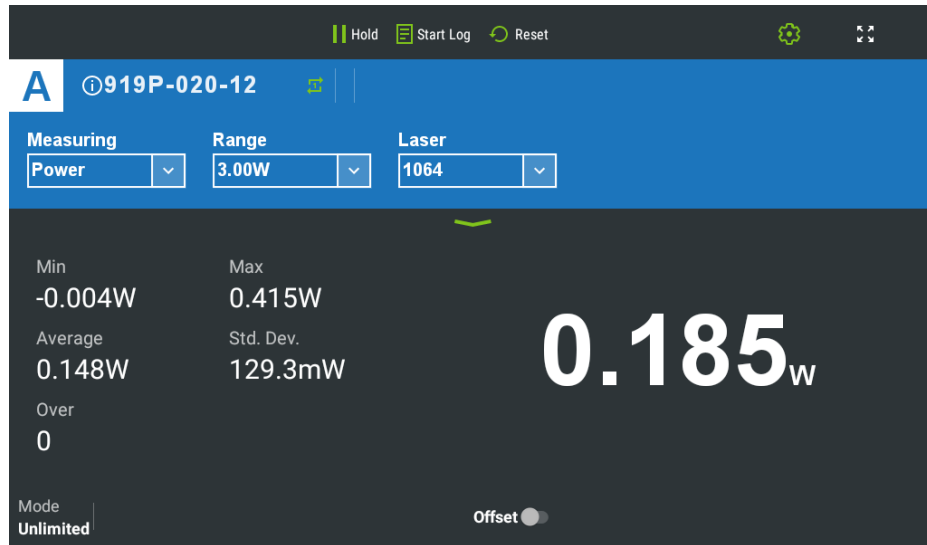 Hold Start Log Reset
A 919P-020-12
Measuring Range Laser
Power 3.00W 1064
Min Max
-0.004W 0.415W
Average Std. Dev.
0.148W 129.3mW
0.185W
Over
0
Mode
Unlimited
Offset